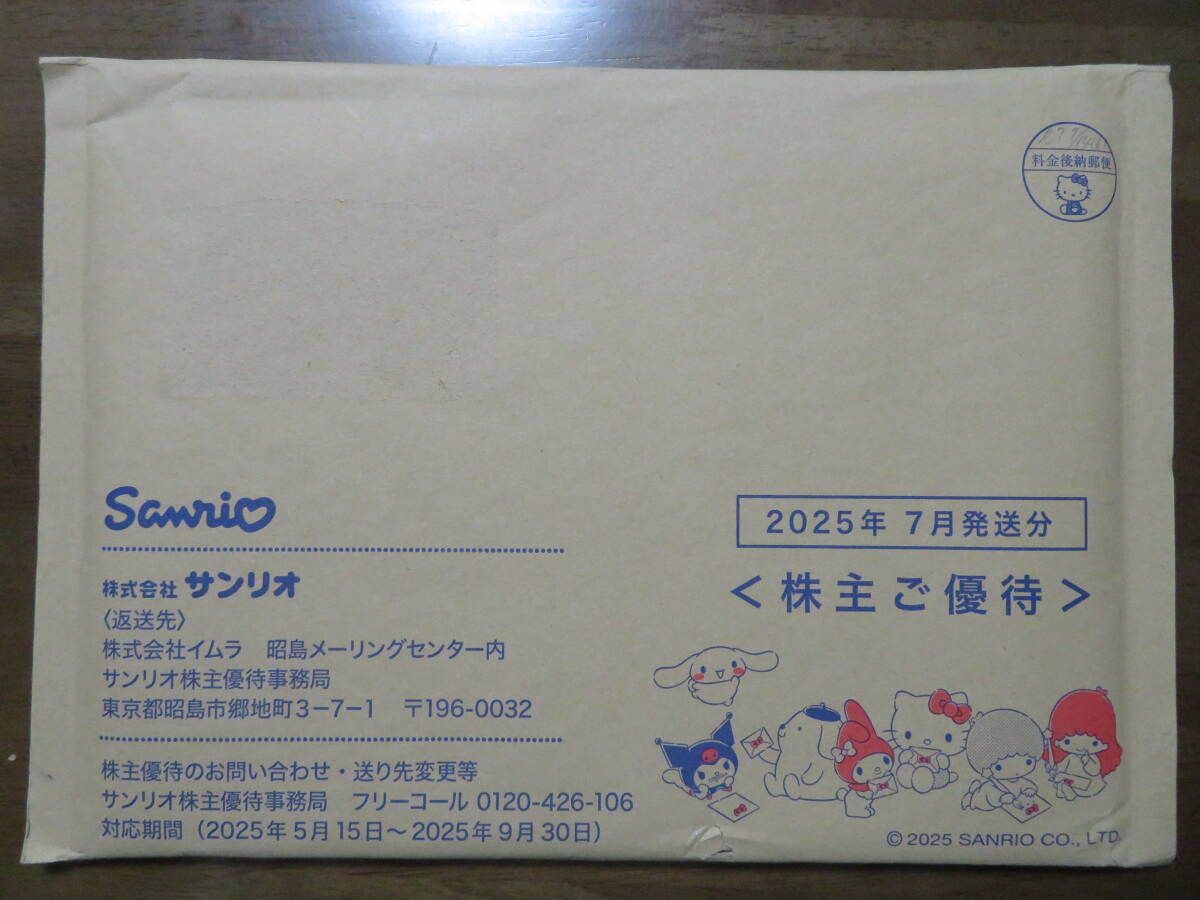 料金後納郵便
Sanrio
株式会社 サンリオ
〈返送先〉
株式会社イムラ 昭島メーリングセンター内
サンリオ株主優待事務局
東京都昭島市郷地町3-7-1 〒196-0032
株主優待のお問い合わせ・送り先変更等
サンリオ株主優待事務局 フリーコール 0120-426-106
対応期間（2025年5月15日〜2025年9月30日）
2025年 7月発送分
＜株主ご優待＞
© 2025 SANRIO CO., LTD.